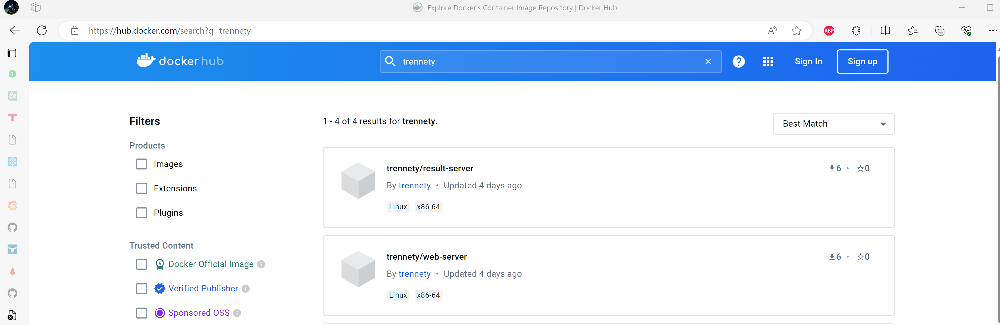 Explore Docker's Container Image Repository | Docker Hub
https://hub.docker.com/search?q=trennety
A
ABP
1
T
docker hub
trennety
?
Sign In
Sign up
Filters
1 - 4 of 4 results for trennety.
Best Match
Products
Images
Extensions
Plugins
Trusted Content
Docker Official Image i
Verified Publisher i
Sponsored OSS i
trennety/result-server
6 • 0
By trennety • Updated 4 days ago
Linux x86-64
trennety/web-server
6 • 0
By trennety • Updated 4 days ago
Linux x86-64